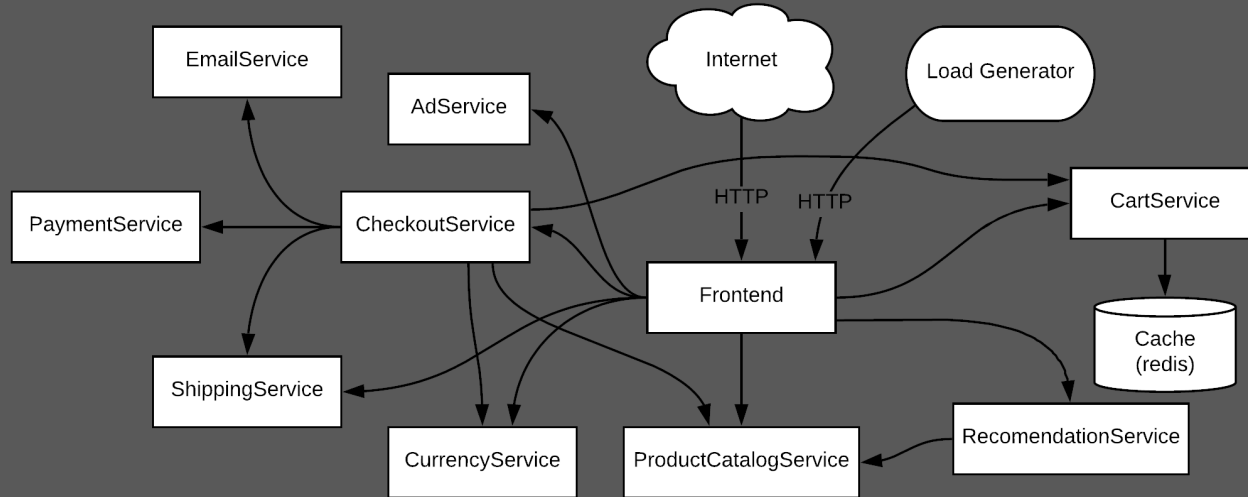 EmailService
Internet
Load Generator
AdService
HTTP
HTTP
PaymentService
CheckoutService
CartService
Frontend
Cache
(redis)
ShippingService
RecomendationService
CurrencyService
ProductCatalogService